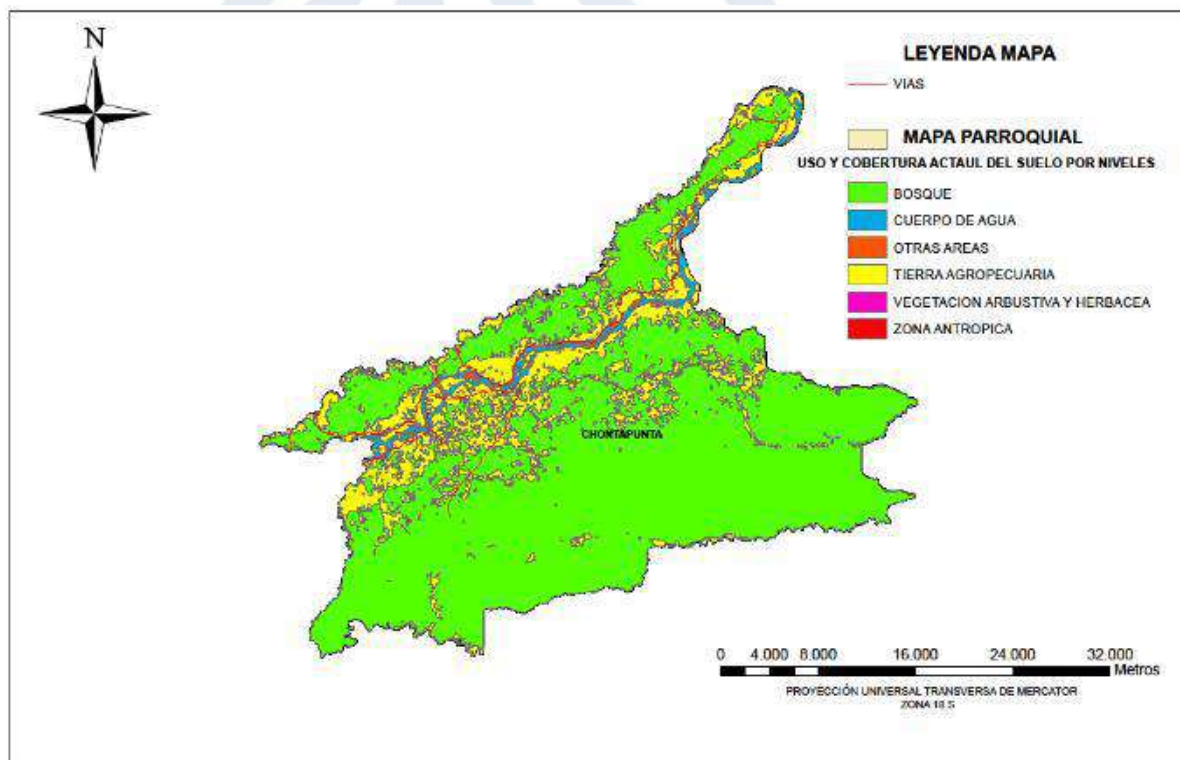 N
LEYENDA MAPA
VIAS
MAPA PARROQUIAL
USO Y COBERTURA ACTAUL DEL SUELO POR NIVELES
BOSQUE
CUERPO DE AGUA
OTRAS AREAS
TIERRA AGROPECUARIA
VEGETACION ARBUSTIVA Y HERBACEA
ZONA ANTROPICA
CHONTAPUNTA
0 4.000 8.000 16.000 24.000 32.000
Metros
PROYECCIÓN UNIVERSAL TRANSVERSA DE MERCATOR
ZONA 18 S